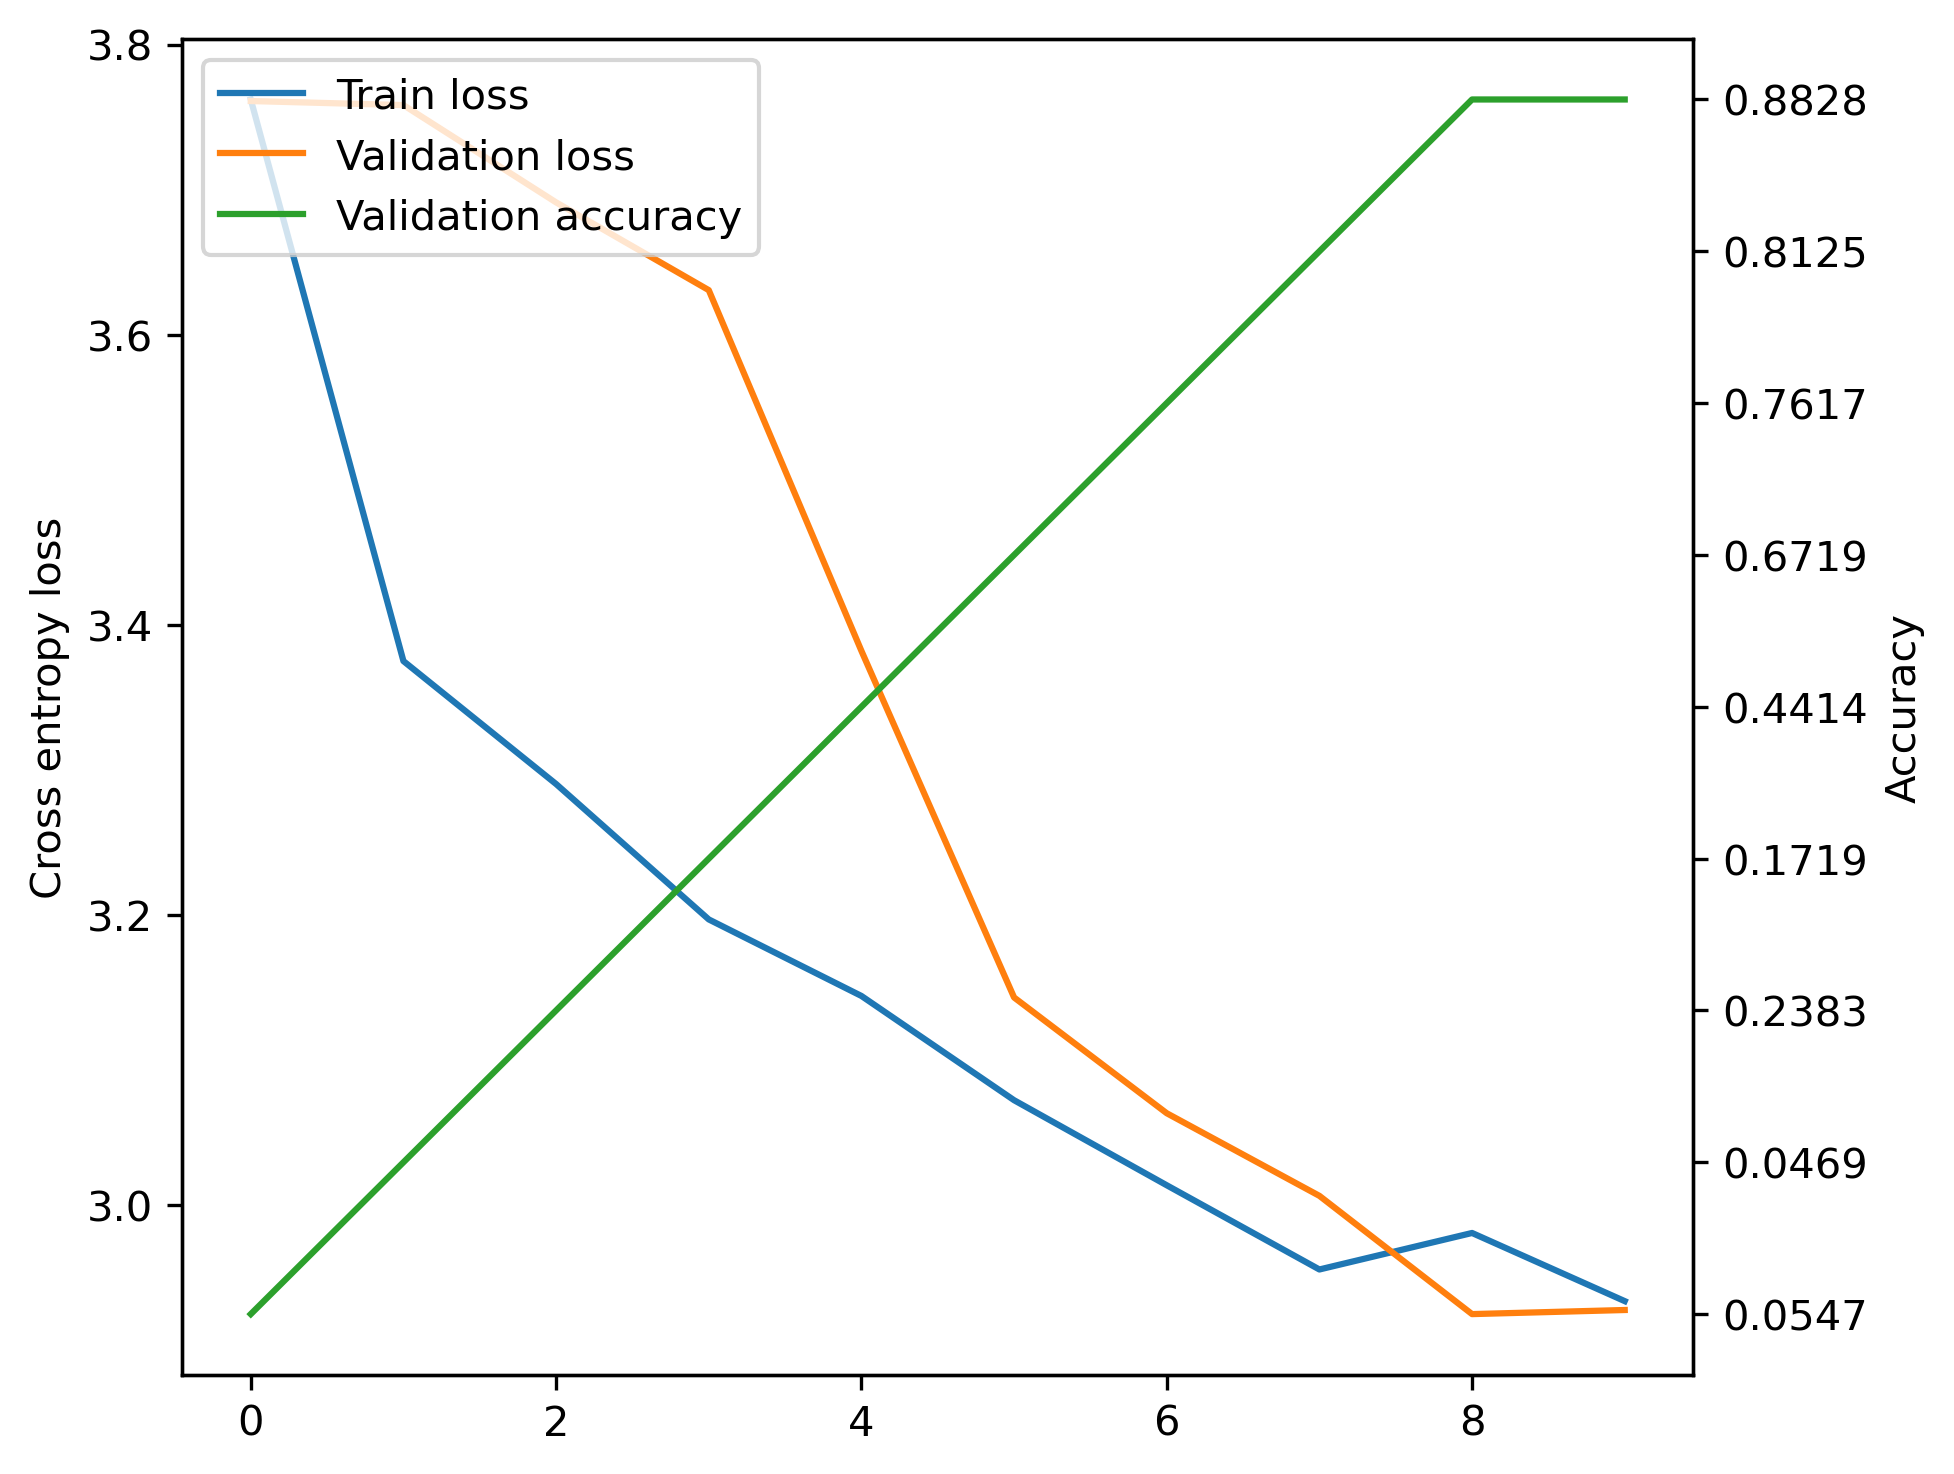 Train loss
Validation loss
Validation accuracy
Cross entropy loss
3.8
3.6
3.4
3.2
3.0
0.8828
0.8125
0.7617
0.6719
0.4414
0.1719
0.2383
0.0469
0.0547
Accuracy
0 2 4 6 8